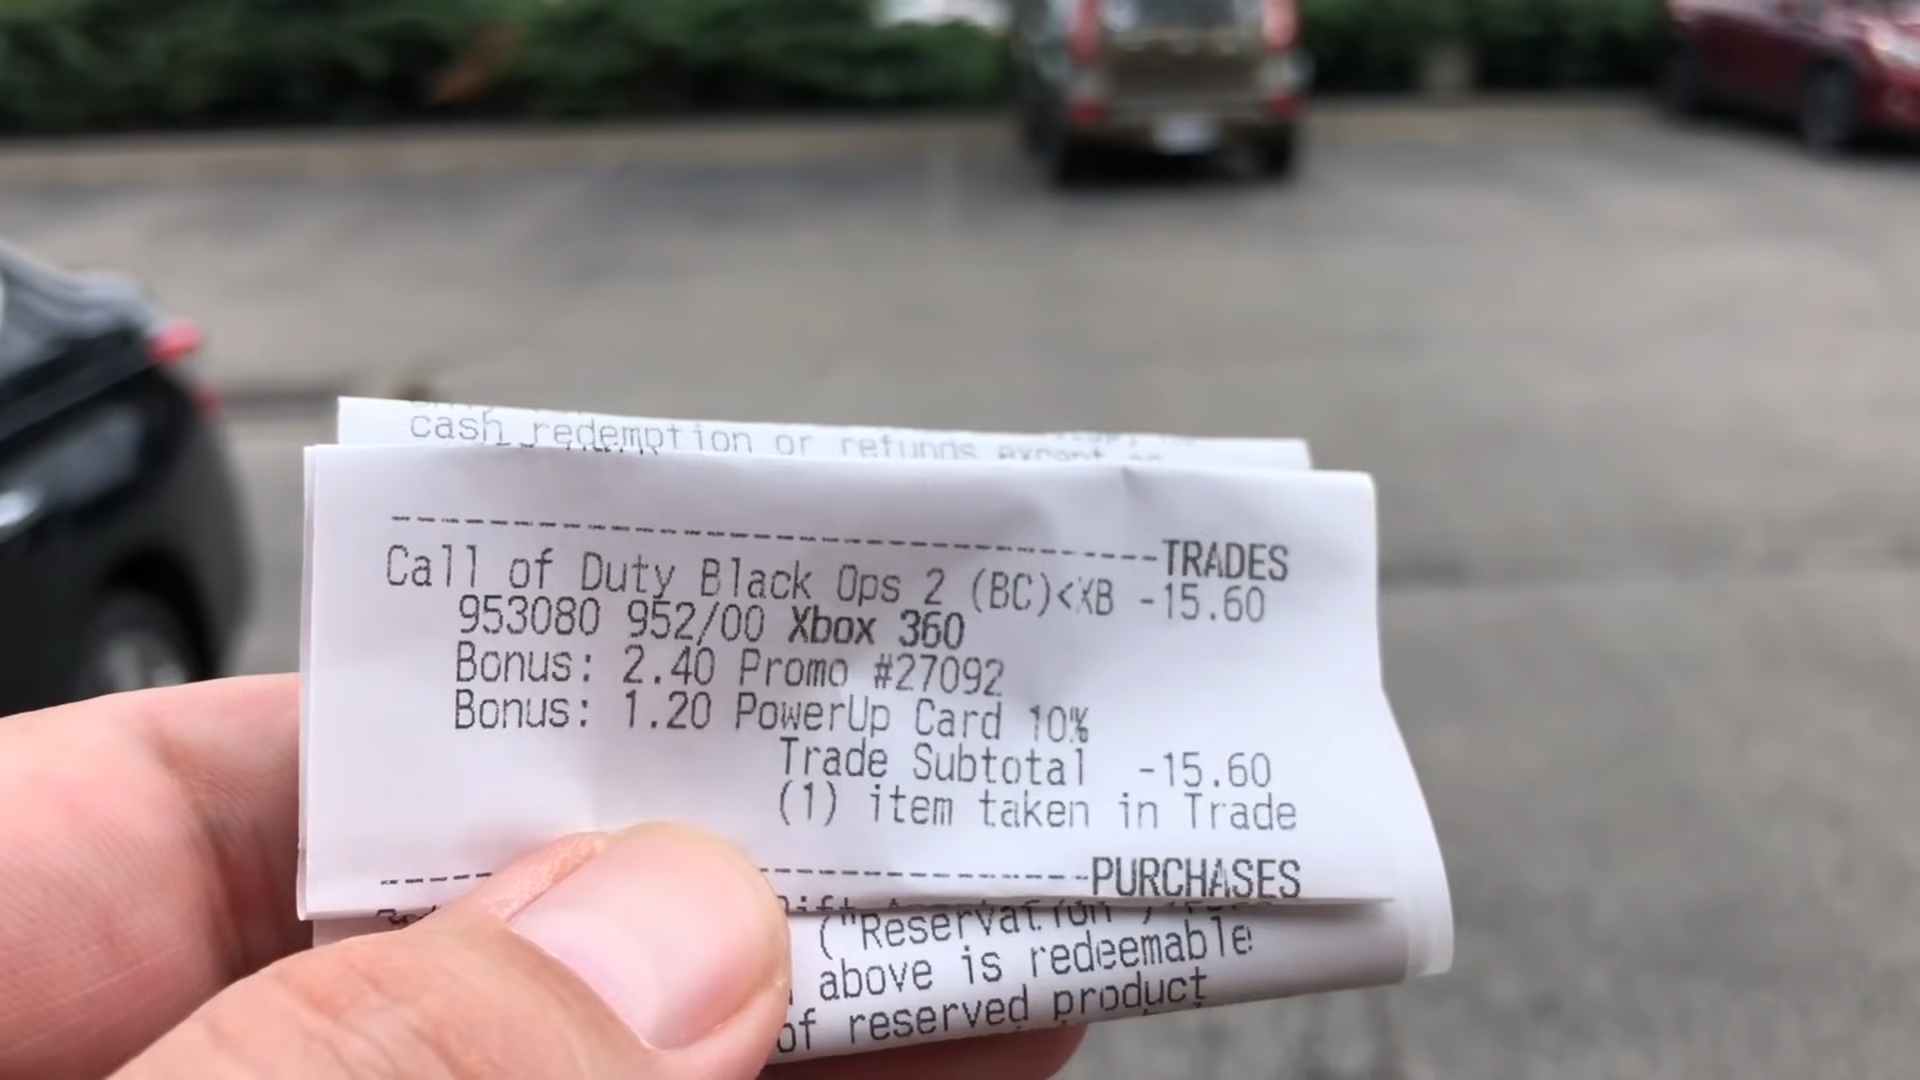 cash redemption or refunds except
--------------------------------TRADES
Call of Duty Black Ops 2 (BC)<XB -15.60
953080 952/00 Xbox 360
Bonus: 2.40 Promo #27092
Bonus: 1.20 PowerUp Card 10%
Trade Subtotal -15.60
(1) item taken in Trade
-----------------------------PURCHASES
("Reservation")
above is redeemable
of reserved product